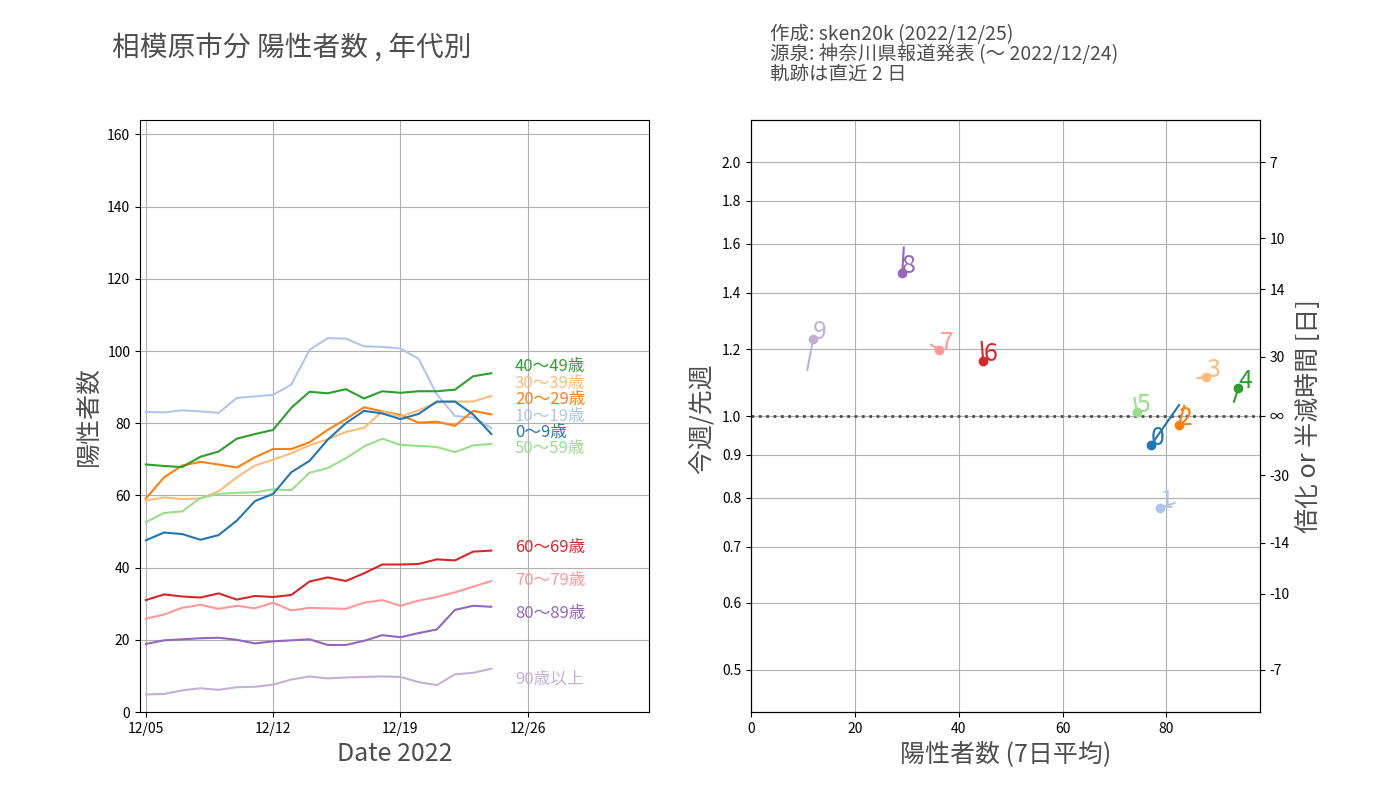 相模原市分 陽性者数 , 年代別
作成: sken20k (2022/12/25)
源泉: 神奈川県報道発表 (〜 2022/12/24)
軌跡は直近 2 日
陽性者数
160
140
120
100
80
60
40
20
0
12/05
12/12
12/19
12/26
Date 2022
40〜49歳
30〜39歳
20〜29歳
10〜19歳
0〜9歳
50〜59歳
60〜69歳
70〜79歳
80〜89歳
90歳以上
今週/先週
2.0
1.8
1.6
1.4
1.2
1.0
0.9
0.8
0.7
0.6
0.5
0
20
40
60
80
陽性者数 (7日平均)
8
9
7
6
3
4
5
2
0
1
7
10
14
30
∞
-30
-14
-10
-7
倍化 or 半減時間 [日]